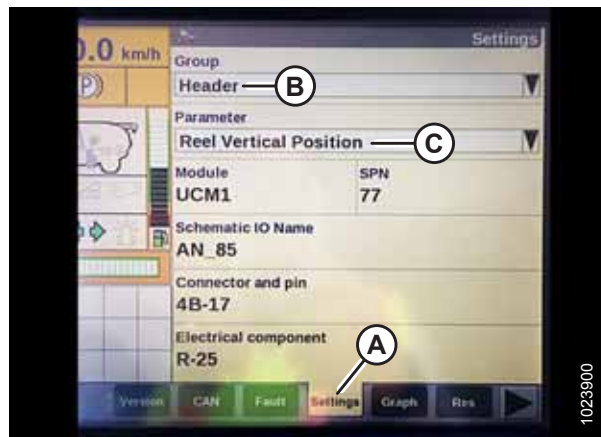 0.0 km/h
Settings
(P)
Group
Header
B
Parameter
Reel Vertical Position
C
Module
SPN
UCM1
77
Schematic IO Name
AN_85
Connector and pin
4B-17
Electrical component
R-25
A
Version
CAN
Fault
Settings
Graph
Res
1023900